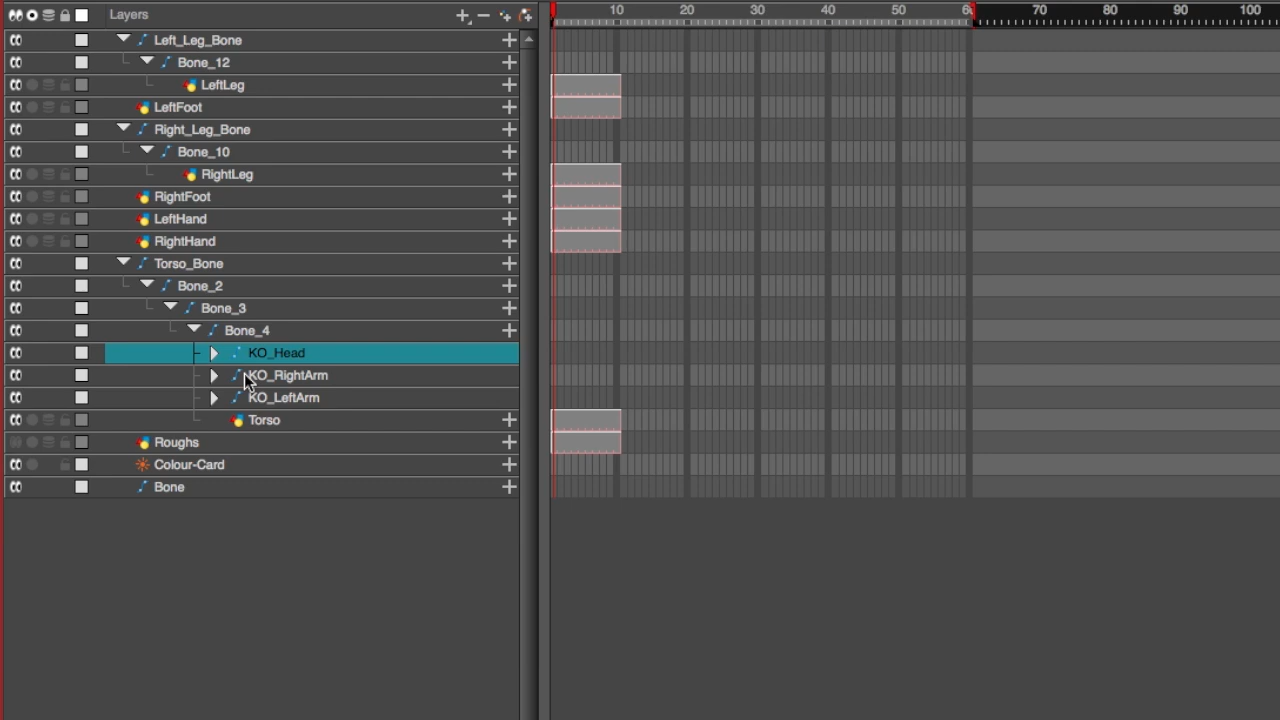 Layers
10 20 30 40 50 60 70 80 90 100
Left_Leg_Bone
Bone_12
LeftLeg
LeftFoot
Right_Leg_Bone
Bone_10
RightLeg
RightFoot
LeftHand
RightHand
Torso_Bone
Bone_2
Bone_3
Bone_4
KO_Head
KO_RightArm
KO_LeftArm
Torso
Roughs
Colour-Card
Bone